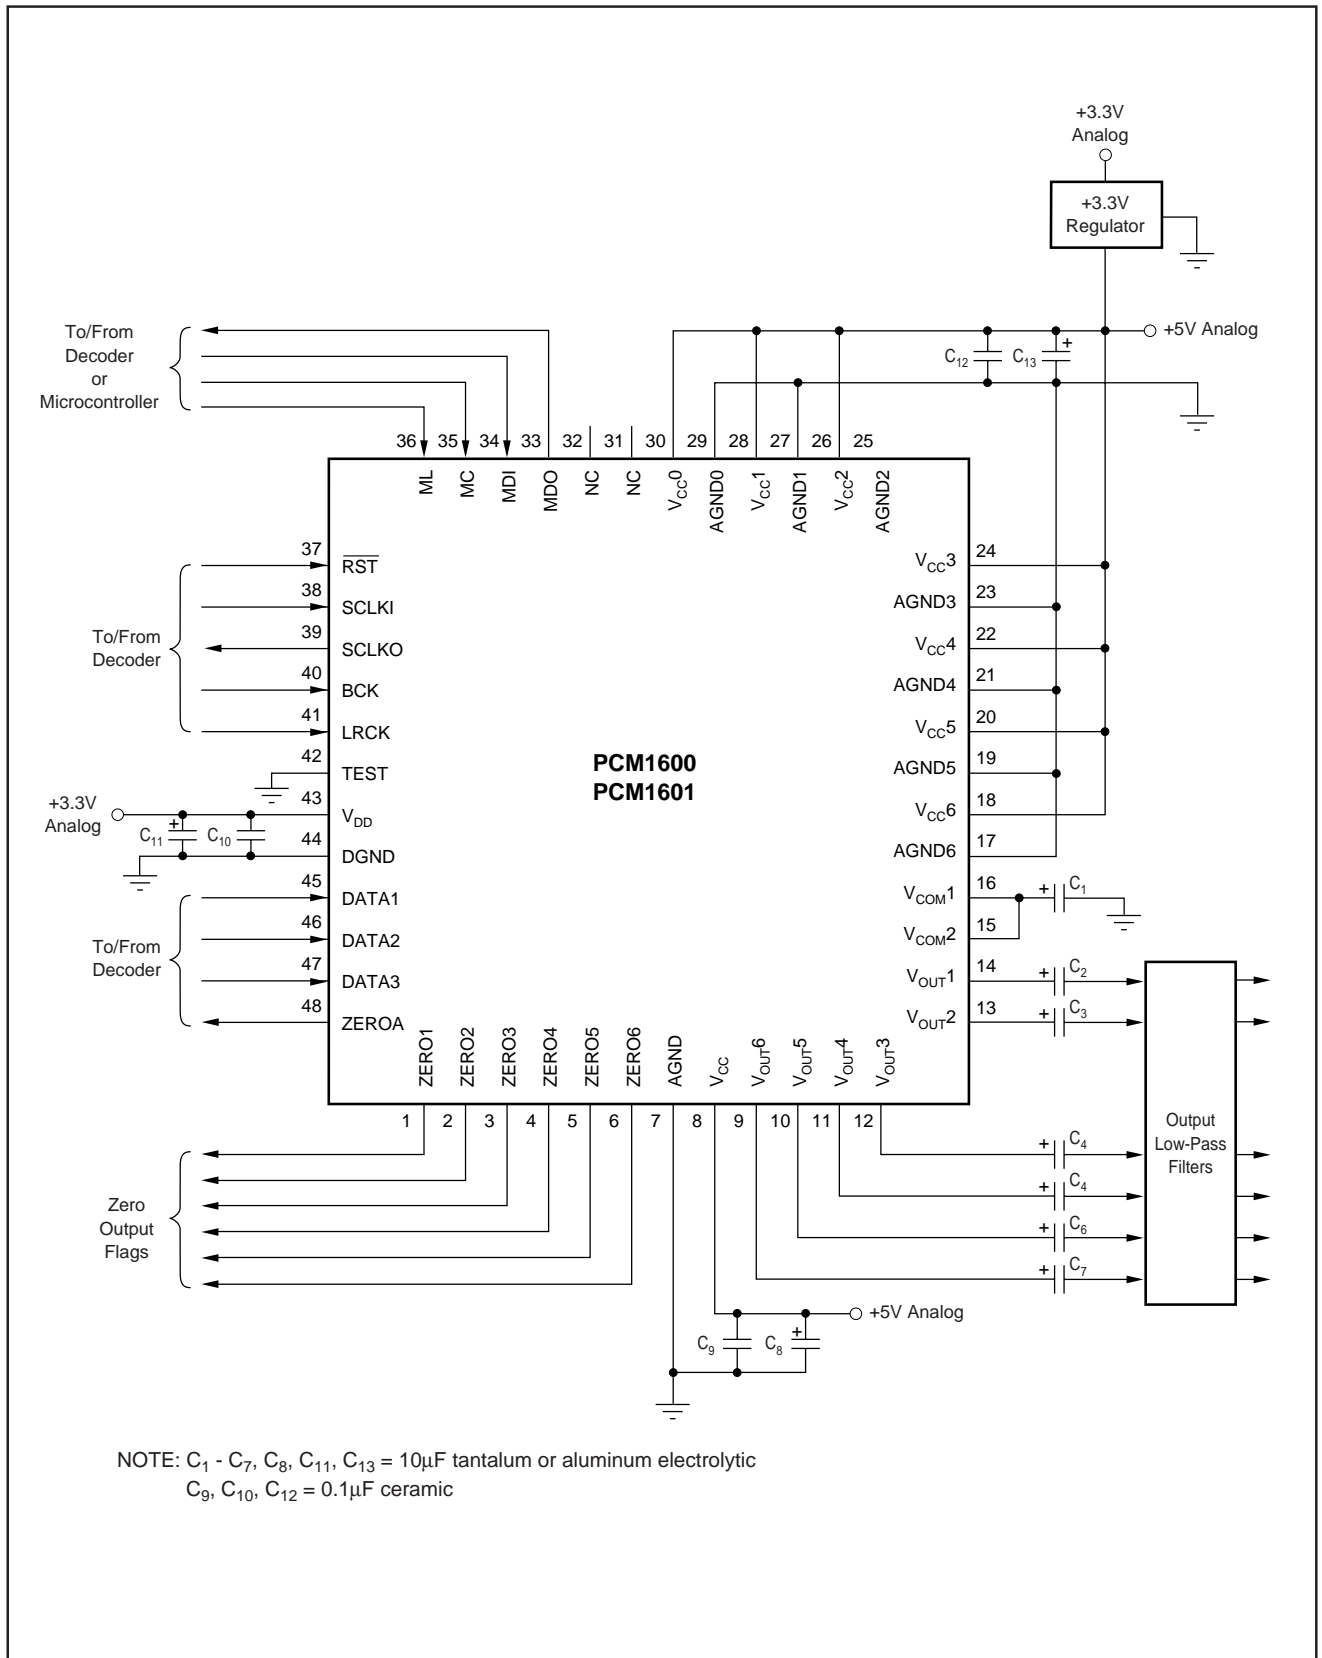 +3.3V
Analog
+3.3V
Regulator
To/From
Decoder
or
Microcontroller
+5V Analog
C12
C13
36 35 34 33 32 31 30 29 28 27 26 25
ML
MC
MDI
MDO
NC
NC
VCC0
AGND0
VCC1
AGND1
VCC2
AGND2
To/From
Decoder
37 RST
38 SCLKI
39 SCLKO
40 BCK
41 LRCK
42 TEST
43 VDD
44 DGND
45 DATA1
46 DATA2
47 DATA3
48 ZEROA
+3.3V
Analog
C11
C10
To/From
Decoder
PCM1600
PCM1601
VCC3 24
AGND3 23
VCC4 22
AGND4 21
VCC5 20
AGND5 19
VCC6 18
AGND6 17
VCOM1 16
VCOM2 15
VOUT1 14
VOUT2 13
+ C1
+ C2
+ C3
ZERO1
ZERO2
ZERO3
ZERO4
ZERO5
ZERO6
AGND
VCC
VOUT6
VOUT5
VOUT4
VOUT3
1 2 3 4 5 6 7 8 9 10 11 12
Zero
Output
Flags
+ C4
+ C4
+ C6
+ C7
Output
Low-Pass
Filters
+5V Analog
C9
C8
NOTE: C1 - C7, C8, C11, C13 = 10µF tantalum or aluminum electrolytic
C9, C10, C12 = 0.1µF ceramic